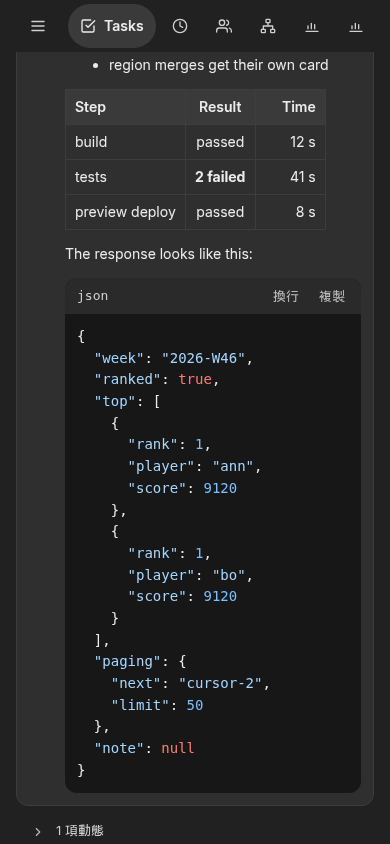 Tasks
region merges get their own card
Step Result Time
build passed 12 s
tests 2 failed 41 s
preview deploy passed 8 s
The response looks like this:
json 換行 複製
{
  "week": "2026-W46",
  "ranked": true,
  "top": [
    {
      "rank": 1,
      "player": "ann",
      "score": 9120
    },
    {
      "rank": 1,
      "player": "bo",
      "score": 9120
    }
  ],
  "paging": {
    "next": "cursor-2",
    "limit": 50
  },
  "note": null
}
1 項動態